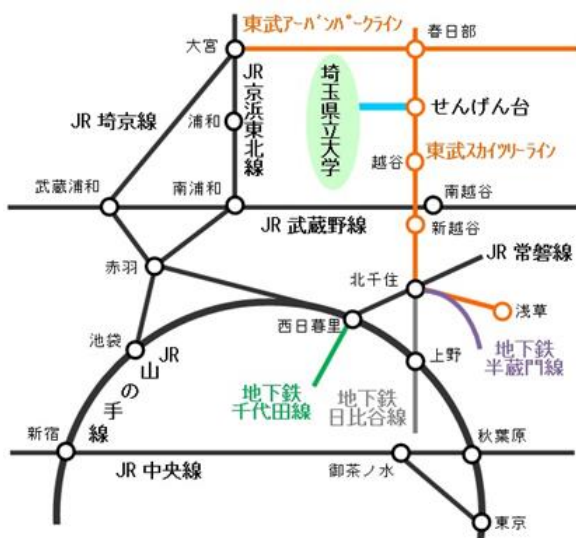 東武アーバンパークライン
大宮
春日部
JR 京浜東北線
埼玉県立大学
せんげん台
JR 埼京線
浦和
越谷
東武スカイツリーライン
武蔵浦和
南浦和
南越谷
JR 武蔵野線
新越谷
赤羽
JR 常磐線
北千住
西日暮里
浅草
池袋
JR 山の手線
上野
地下鉄
半蔵門線
地下鉄
千代田線
地下鉄
日比谷線
新宿
秋葉原
JR 中央線
御茶ノ水
東京